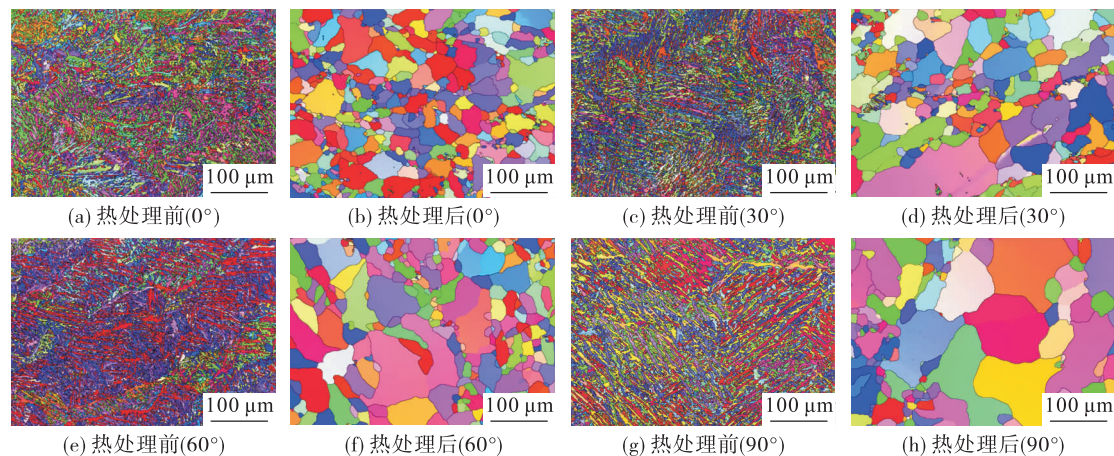 100 μm
100 μm
100 μm
100 μm
(a) 热处理前(0°)
(b) 热处理后(0°)
(c) 热处理前(30°)
(d) 热处理后(30°)
100 μm
100 μm
100 μm
100 μm
(e) 热处理前(60°)
(f) 热处理后(60°)
(g) 热处理前(90°)
(h) 热处理后(90°)